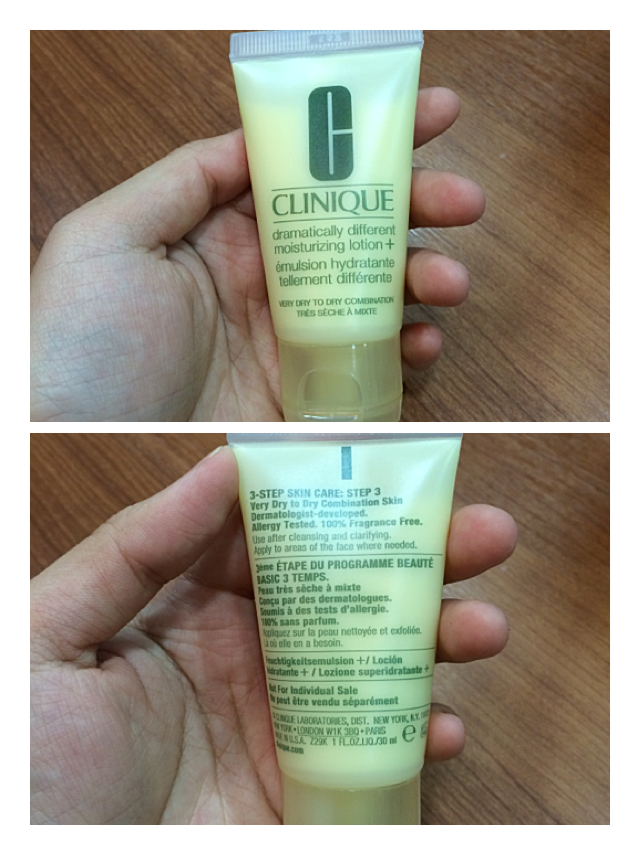 CLINIQUE
dramatically different
moisturizing lotion+
émulsion hydratante
tellement différente
VERY DRY TO DRY COMBINATION
TRÈS SÈCHE À MIXTE
3-STEP SKIN CARE: STEP 3
Very Dry to Dry Combination Skin
Dermatologist-developed.
Allergy Tested. 100% Fragrance Free.
Use after cleansing and clarifying.
Apply to areas of the face where needed.
3ème ÉTAPE DU PROGRAMME BEAUTÉ
BASIC 3 TEMPS.
Peau très sèche à mixte
Conçu par des dermatologues.
Soumis à des tests d'allergie.
100% sans parfum.
Appliquez sur la peau nettoyée et exfoliée.
Là où elle en a besoin.
Feuchtigkeitsemulsion +/ Loción
hidratante + / Lozione superidratante +
Not For Individual Sale
Ne peut être vendu séparément
CLINIQUE LABORATORIES, DIST. NEW YORK, N.Y.
NEW YORK • LONDON W1K 3BQ • PARIS
MADE IN U.S.A. Z29K 1 FL.OZ.LIQ./30 ml e
clinique.com